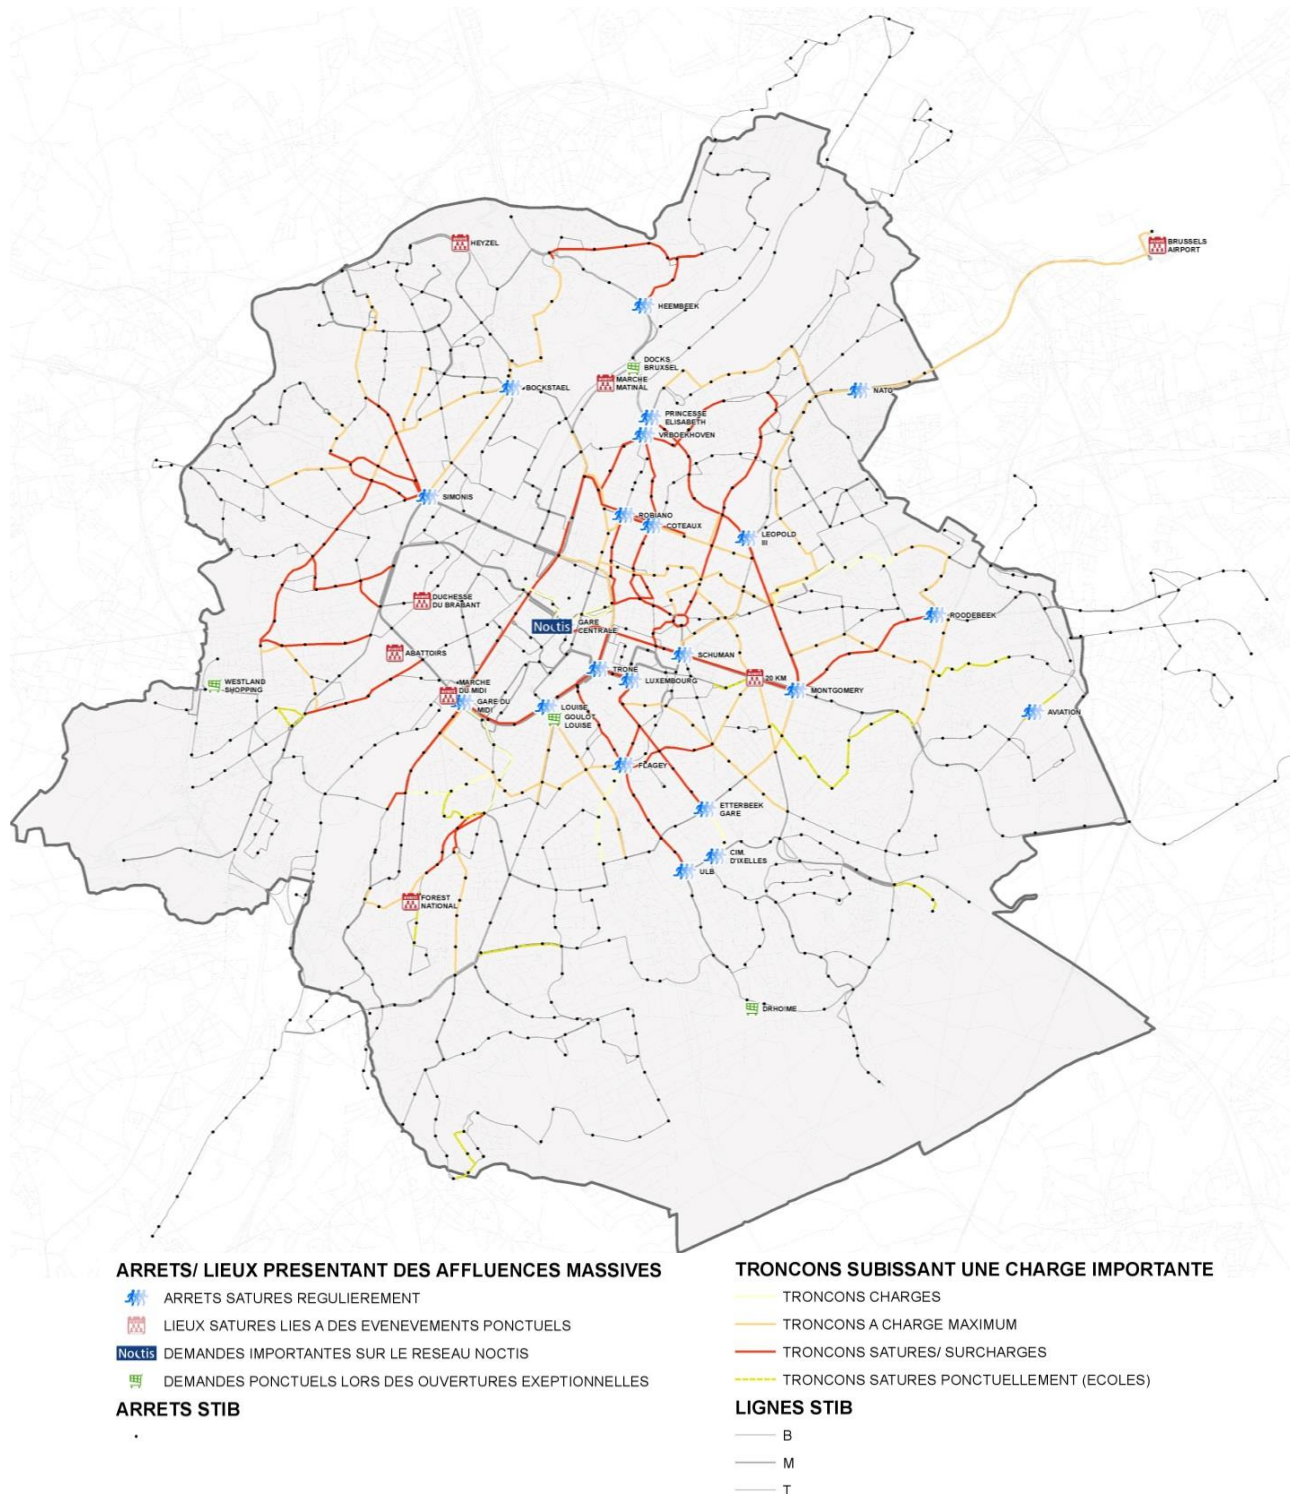 HEYZEL
BRUSSELS
AIRPORT
HEEMBEEK
DOCKS
BRUXSEL
MARCHE
MATINAL
BOCKSTAEL
NATO
PRINCESSE
ELISABETH
VRBOEKHOVEN
SIMONIS
ROBIANO
COTEAUX
LEOPOLD
III
DUCHESSE
DU BRABANT
ROODEBEEK
Noctis
GARE
CENTRALE
ABATTOIRS
SCHUMAN
TRONE
LUXEMBOURG
20 KM
MONTGOMERY
WESTLAND
SHOPPING
MARCHE
DU MIDI
GARE DU
MIDI
LOUISE
GOULOT
LOUISE
AVIATION
FLAGEY
ETTERBEEK
GARE
CIM.
D'IXELLES
ULB
FOREST
NATIONAL
DRHOIME
ARRETS/ LIEUX PRESENTANT DES AFFLUENCES MASSIVES
ARRETS SATURES REGULIEREMENT
LIEUX SATURES LIES A DES EVENEVEMENTS PONCTUELS
Noctis DEMANDES IMPORTANTES SUR LE RESEAU NOCTIS
DEMANDES PONCTUELS LORS DES OUVERTURES EXEPTIONNELLES
ARRETS STIB
TRONCONS SUBISSANT UNE CHARGE IMPORTANTE
TRONCONS CHARGES
TRONCONS A CHARGE MAXIMUM
TRONCONS SATURES/ SURCHARGES
TRONCONS SATURES PONCTUELLEMENT (ECOLES)
LIGNES STIB
B
M
T